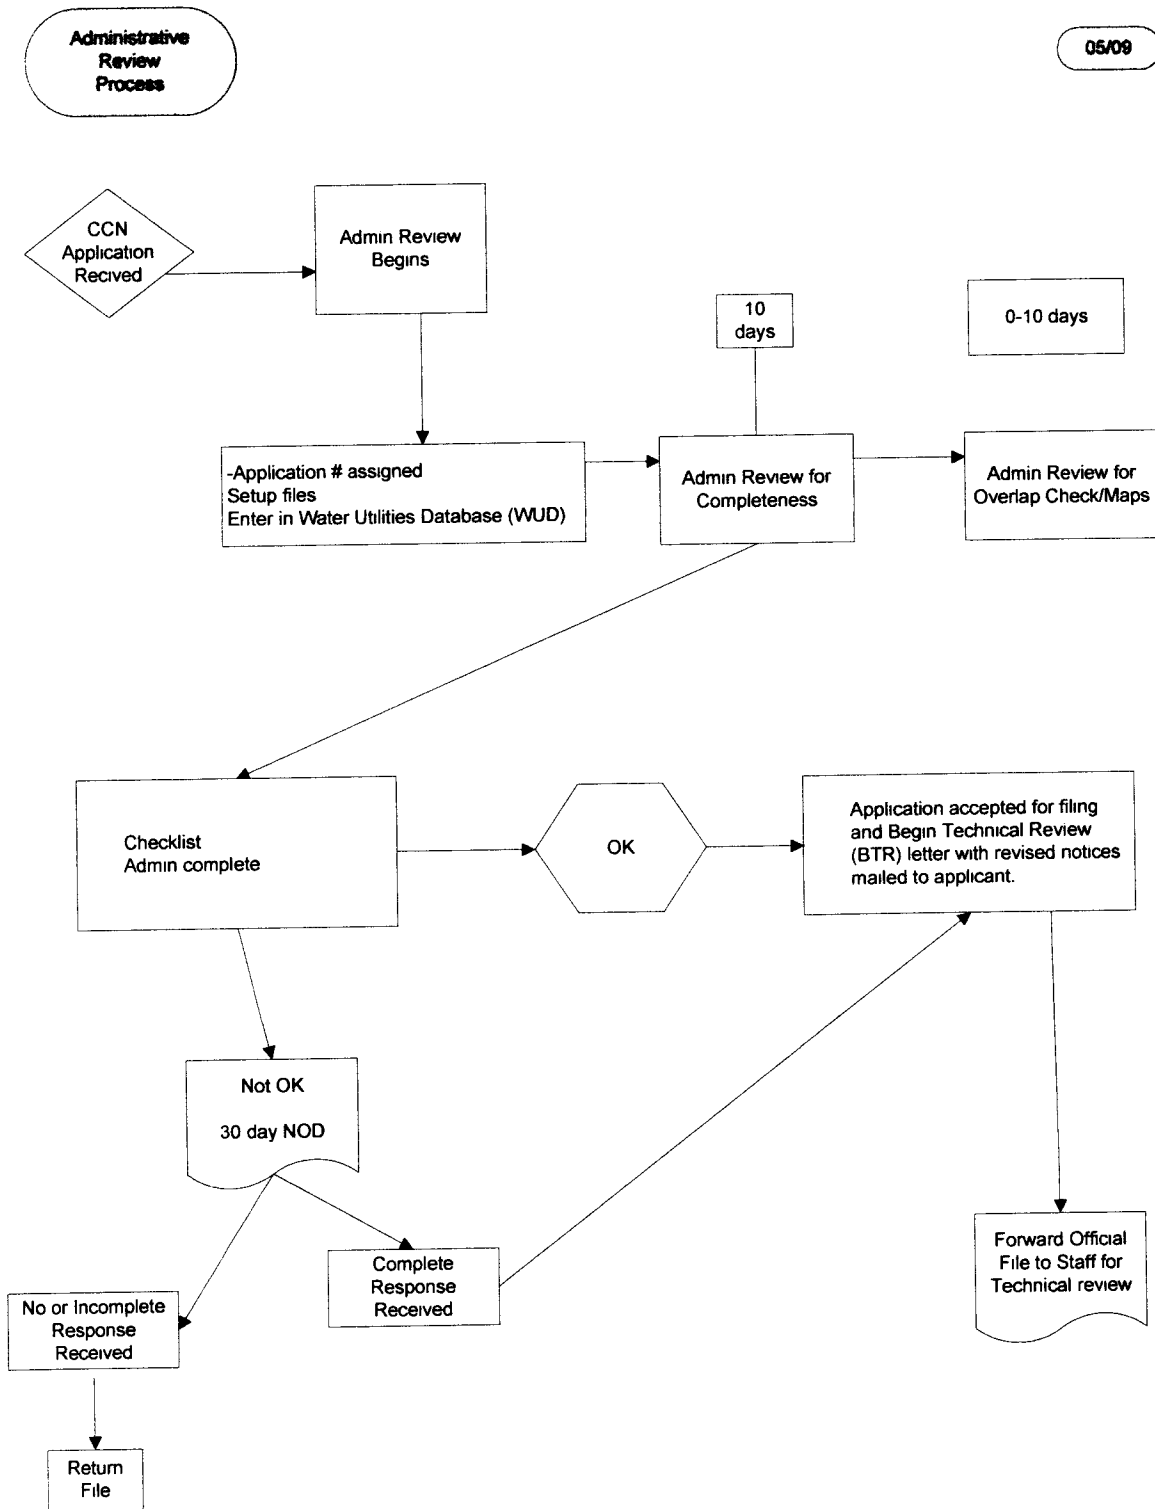 Administrative
Review
Process
05/09
CCN
Application
Recived
Admin Review
Begins
10
days
0-10 days
-Application # assigned
Setup files
Enter in Water Utilities Database (WUD)
Admin Review for
Completeness
Admin Review for
Overlap Check/Maps
Checklist
Admin complete
OK
Application accepted for filing
and Begin Technical Review
(BTR) letter with revised notices
mailed to applicant.
Not OK
30 day NOD
Complete
Response
Received
Forward Official
File to Staff for
Technical review
No or Incomplete
Response
Received
Return
File